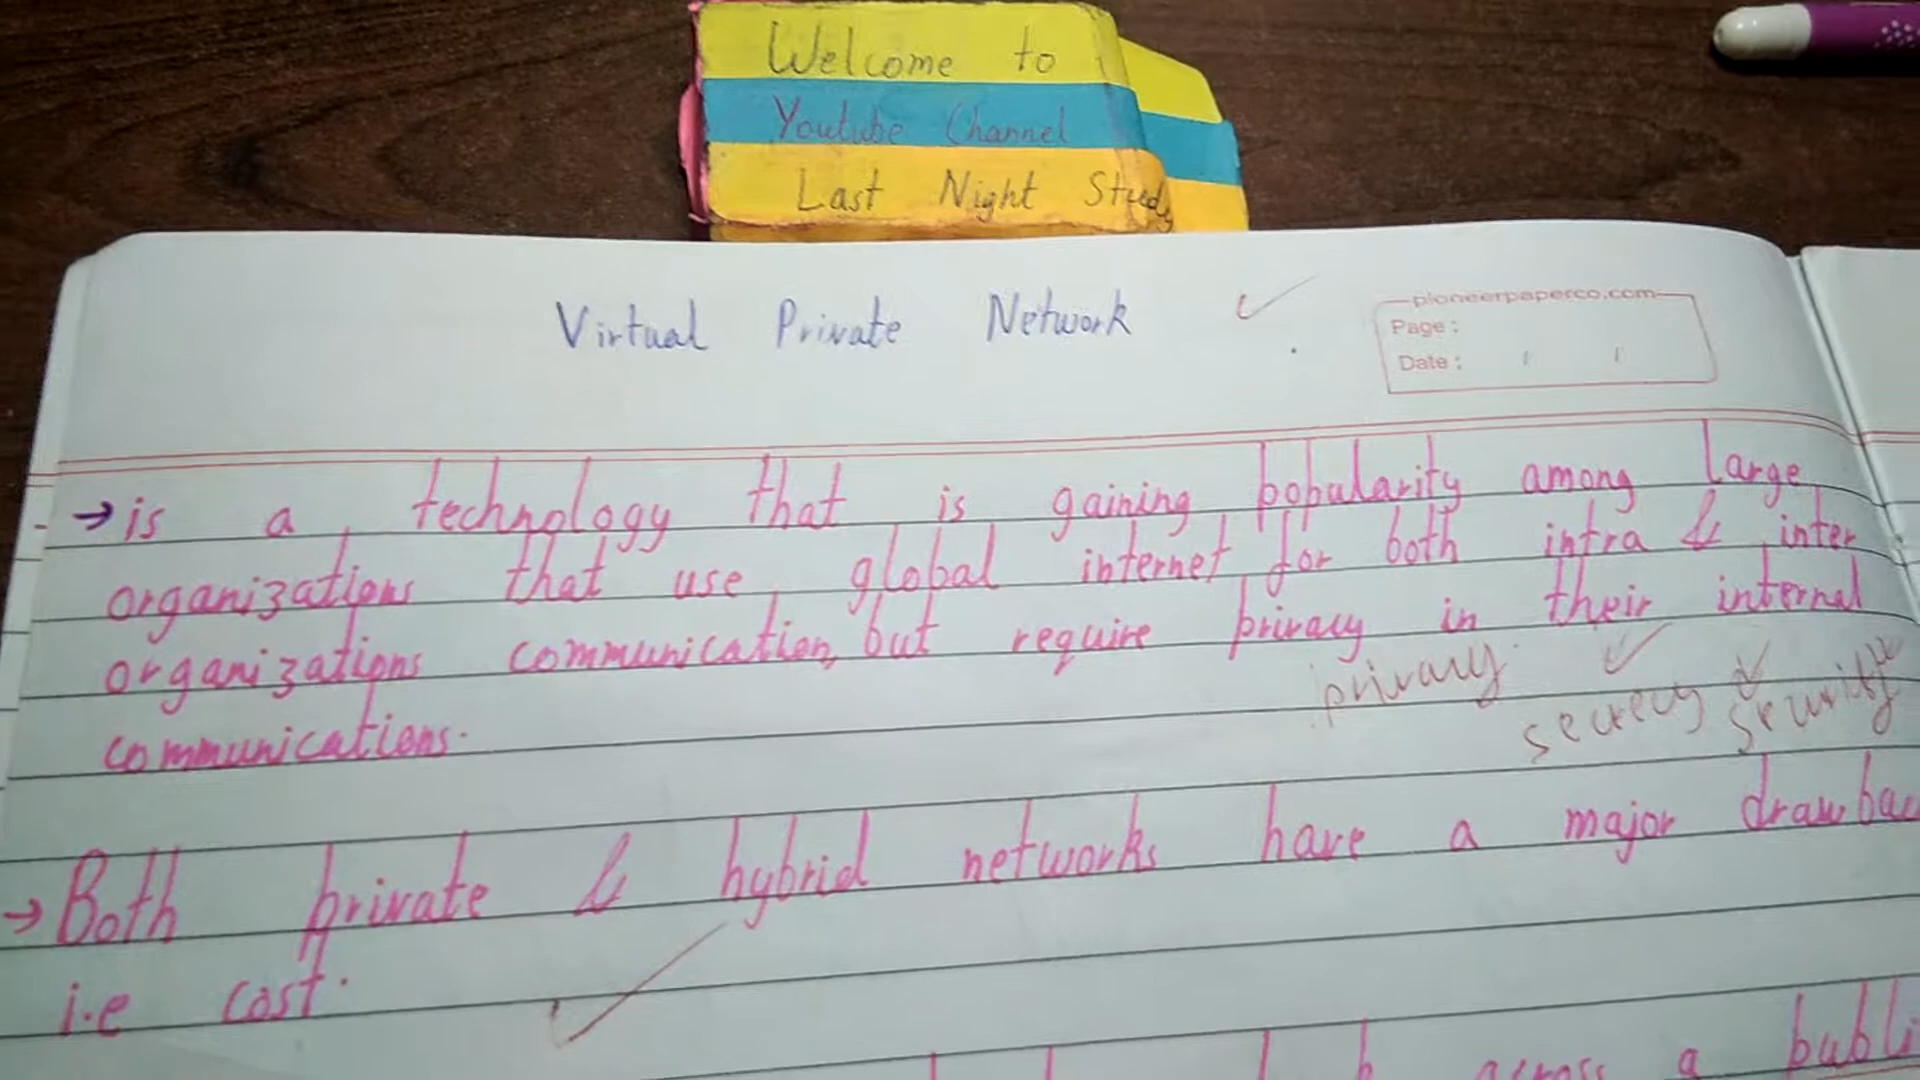 Welcome to
Youtube Channel
Last Night Study
Virtual Private Network
pioneerpaperco.com
Page :
Date : / /
→ is a technology that is gaining popularity among large
organizations that use global internet for both intra & inter
organizations communication, but require privacy in their internal
privacy
secrecy security
communications.
→ Both private & hybrid networks have a major
i.e cost.
across a